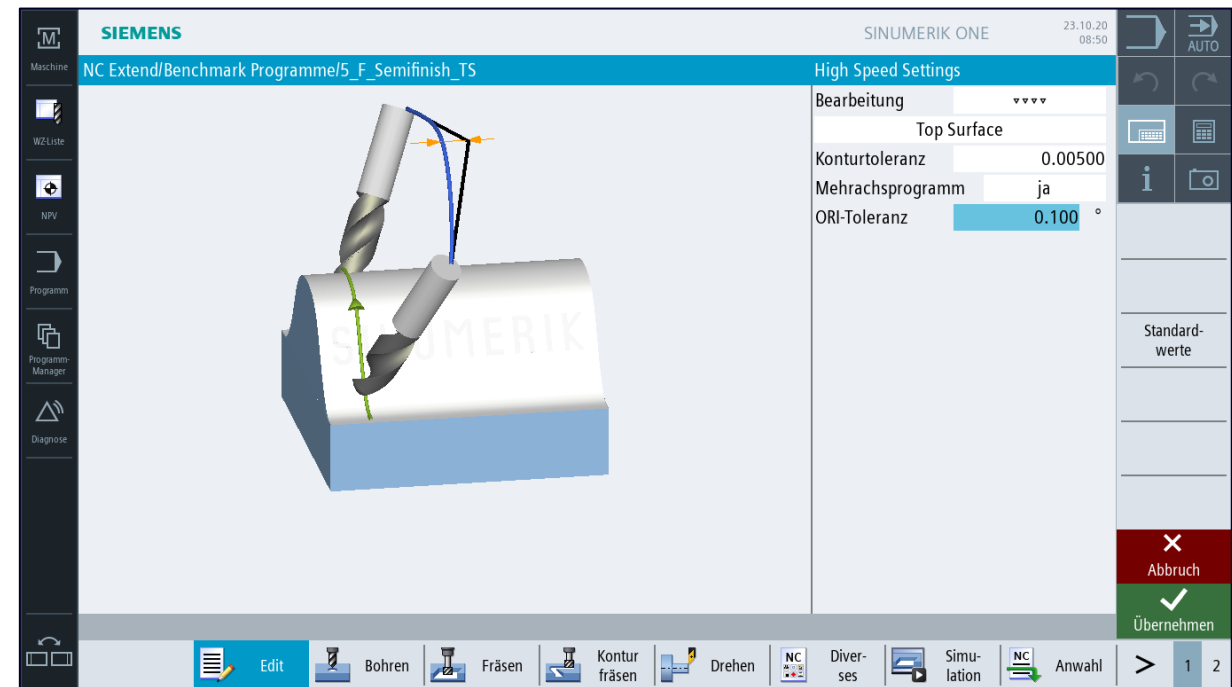 SIEMENS
SINUMERIK ONE
23.10.20
08:50
AUTO
M
Maschine
WZ-Liste
NPV
Programm
Programm-
Manager
Diagnose
NC Extend/Benchmark Programme/5_F_Semifinish_TS
SINUMERIK
High Speed Settings
Bearbeitung ▿▿▿▿
Top Surface
Konturtoleranz 0.00500
Mehrachsprogramm ja
ORI-Toleranz 0.100 °
i
Standard-
werte
Abbruch
Übernehmen
Edit
Bohren
Fräsen
Kontur
fräsen
Drehen
NC
Diver-
ses
Simu-
lation
NC
Anwahl
> 1 2